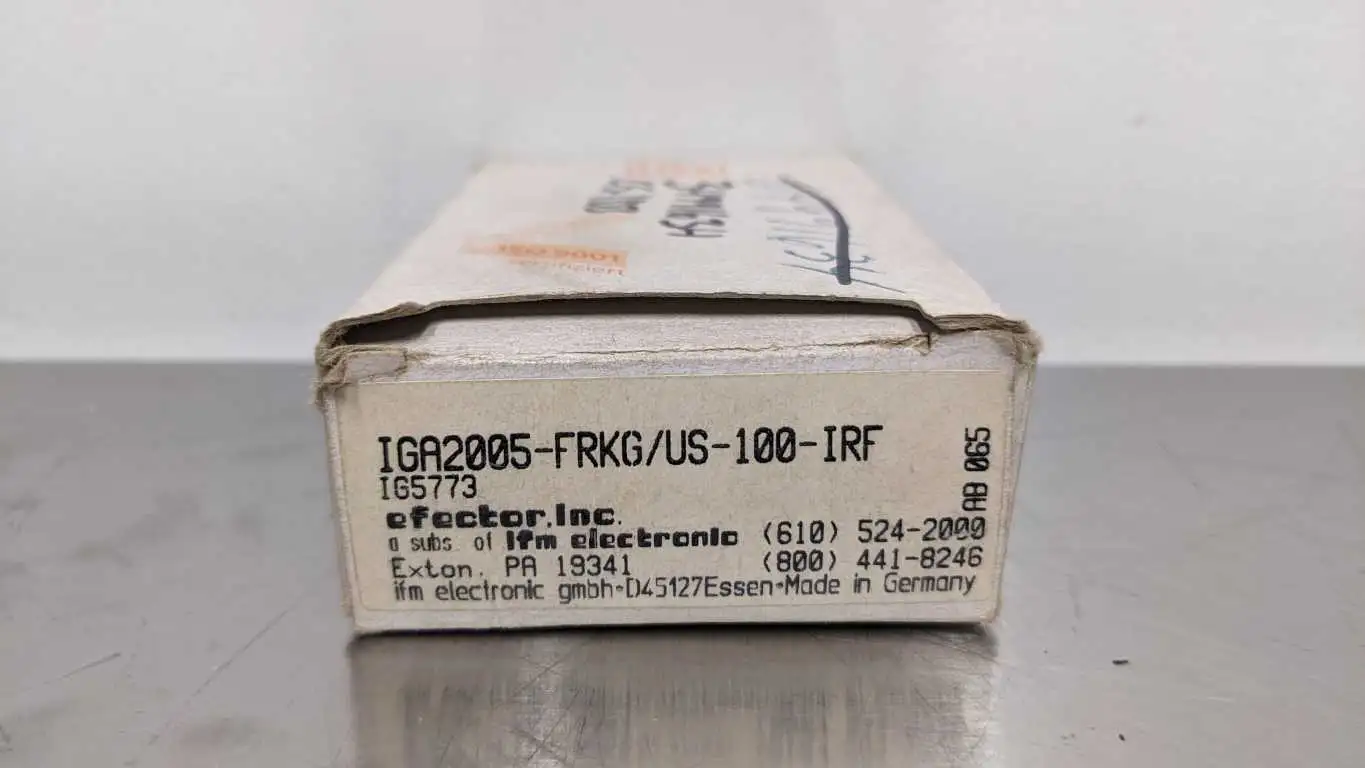 ISO 9001
IGA2005-FRKG/US-100-IRF
IG5773
efector, Inc.
a subs. of ifm electronic (610) 524-2000
Exton, PA 19341 (800) 441-8246
ifm electronic gmbh•D45127Essen•Made in Germany
AB 065